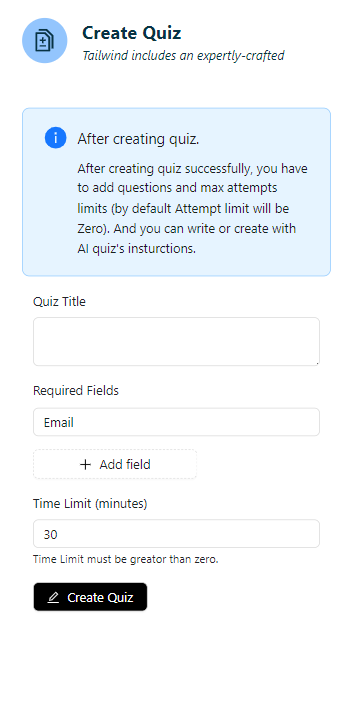 Create Quiz
Tailwind includes an expertly-crafted
After creating quiz.
After creating quiz successfully, you have
to add questions and max attempts
limits (by default Attempt limit will be
Zero). And you can write or create with
AI quiz's insturctions.
Quiz Title
Required Fields
Email
+ Add field
Time Limit (minutes)
30
Time Limit must be greator than zero.
Create Quiz